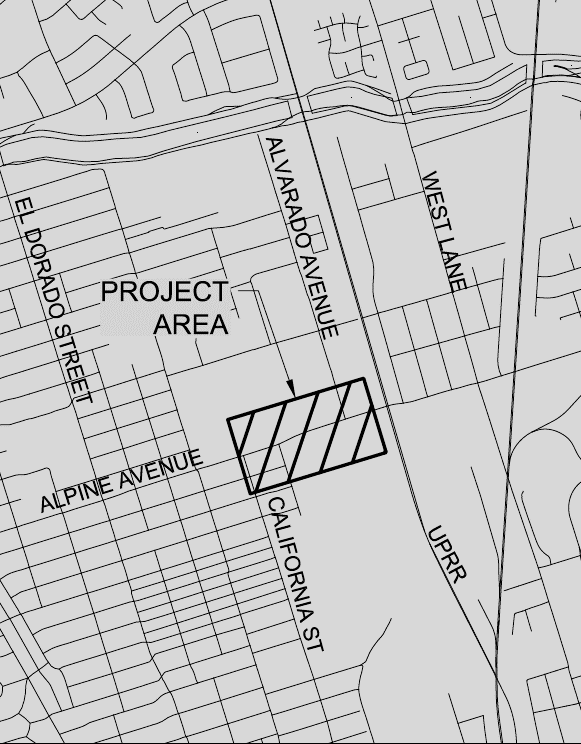 ALVARADO AVENUE
WEST LANE
EL DORADO STREET
PROJECT
AREA
ALPINE AVENUE
CALIFORNIA ST
UPRR